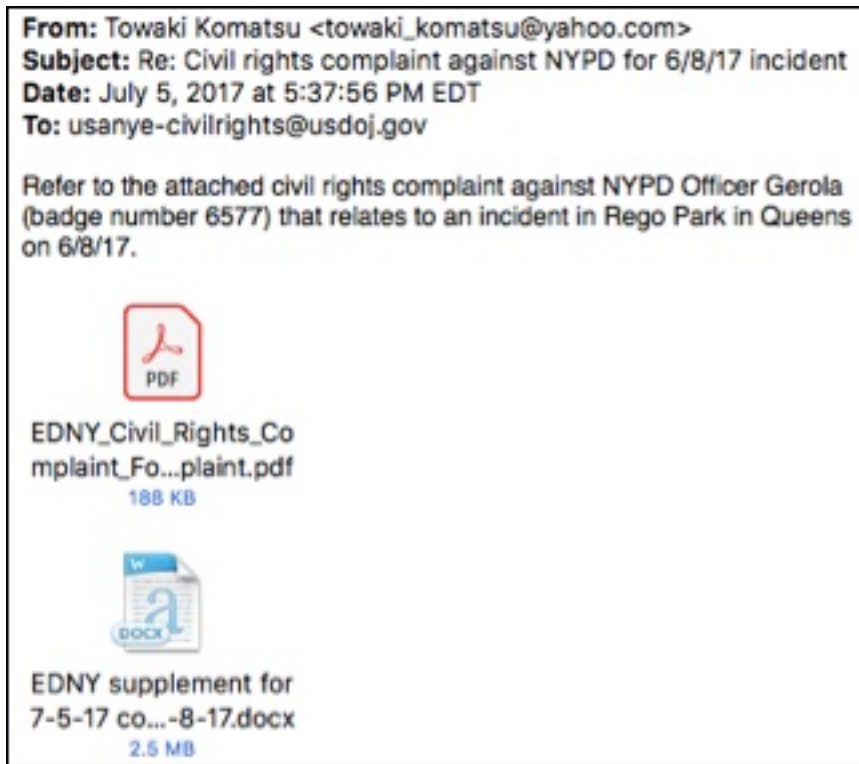 From: Towaki Komatsu <towaki_komatsu@yahoo.com>
Subject: Re: Civil rights complaint against NYPD for 6/8/17 incident
Date: July 5, 2017 at 5:37:56 PM EDT
To: usanye-civilrights@usdoj.gov
Refer to the attached civil rights complaint against NYPD Officer Gerola
(badge number 6577) that relates to an incident in Rego Park in Queens
on 6/8/17.
PDF
EDNY_Civil_Rights_Co
mplaint_Fo...plaint.pdf
188 KB
W
a
DOCX
EDNY supplement for
7-5-17 co...-8-17.docx
2.5 MB